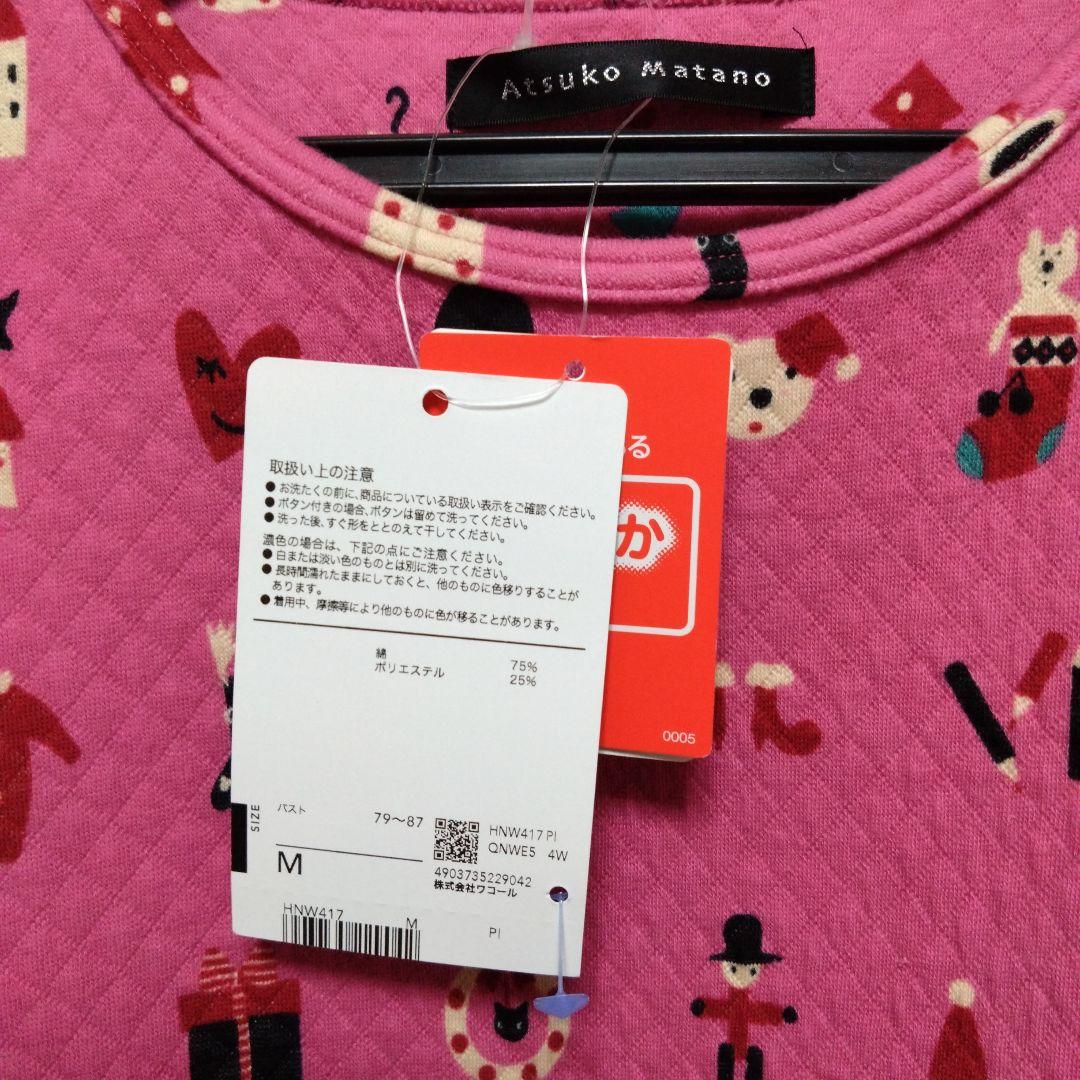 Atsuko Matano
る
か
0005
取扱い上の注意
●お洗たくの前に、商品についている取扱い表示をご確認ください。
●ボタン付きの場合、ボタンは留めて洗ってください。
●洗った後、すぐ形をととのえて干してください。
濃色の場合は、下記の点にご注意ください。
●白または淡い色のものとは別に洗ってください。
●長時間濡れたままにしておくと、他のものに色移りすることが
あります。
●着用中、摩擦等により他のものに色が移ることがあります。
綿 75%
ポリエステル 25%
SIZE
バスト 79〜87
M
HNW417 PI
QNWE5 4W
4903735229042
株式会社ワコール
HNW417 M
PI